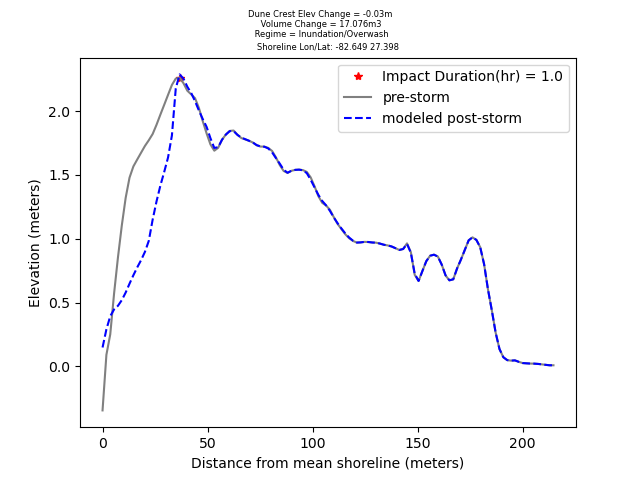 Dune Crest Elev Change = -0.03m
Volume Change = 17.076m3
Regime = Inundation/Overwash
Shoreline Lon/Lat: -82.649 27.398
Impact Duration(hr) = 1.0
pre-storm
modeled post-storm
Elevation (meters)
2.0
1.5
1.0
0.5
0.0
0 50 100 150 200
Distance from mean shoreline (meters)